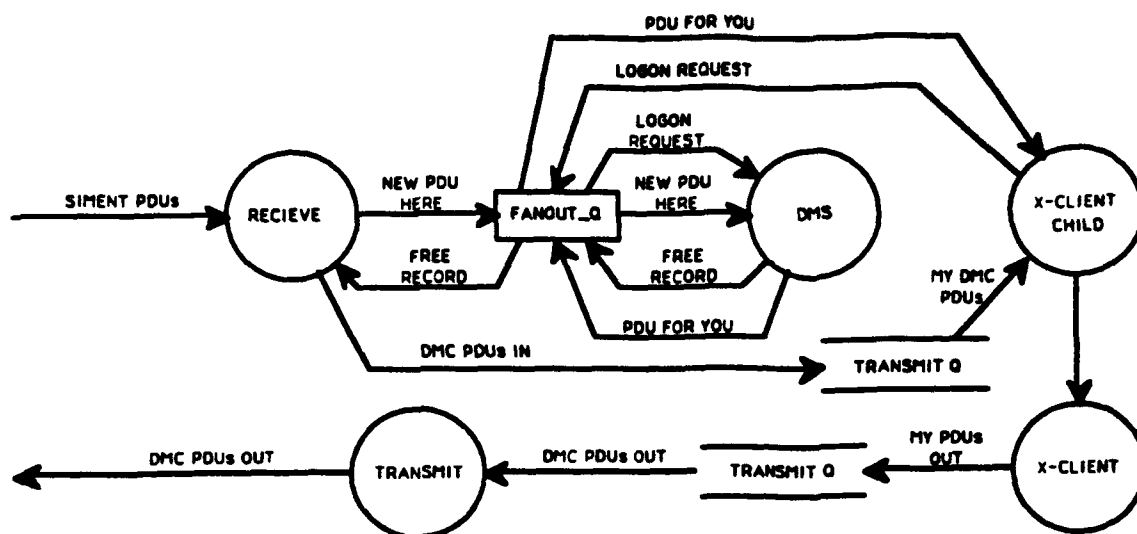 PDU FOR YOU
LOGON REQUEST
LOGON
REQUEST
SIMENT PDUs
RECIEVE
NEW PDU
HERE
FANOUT_Q
NEW PDU
HERE
DMS
X-CLIENT
CHILD
FREE
RECORD
FREE
RECORD
MY DMC
PDUs
PDU FOR YOU
DMC PDUs IN
TRANSMIT Q
DMC PDUs OUT
TRANSMIT
DMC PDUs OUT
TRANSMIT Q
MY PDUs
OUT
X-CLIENT